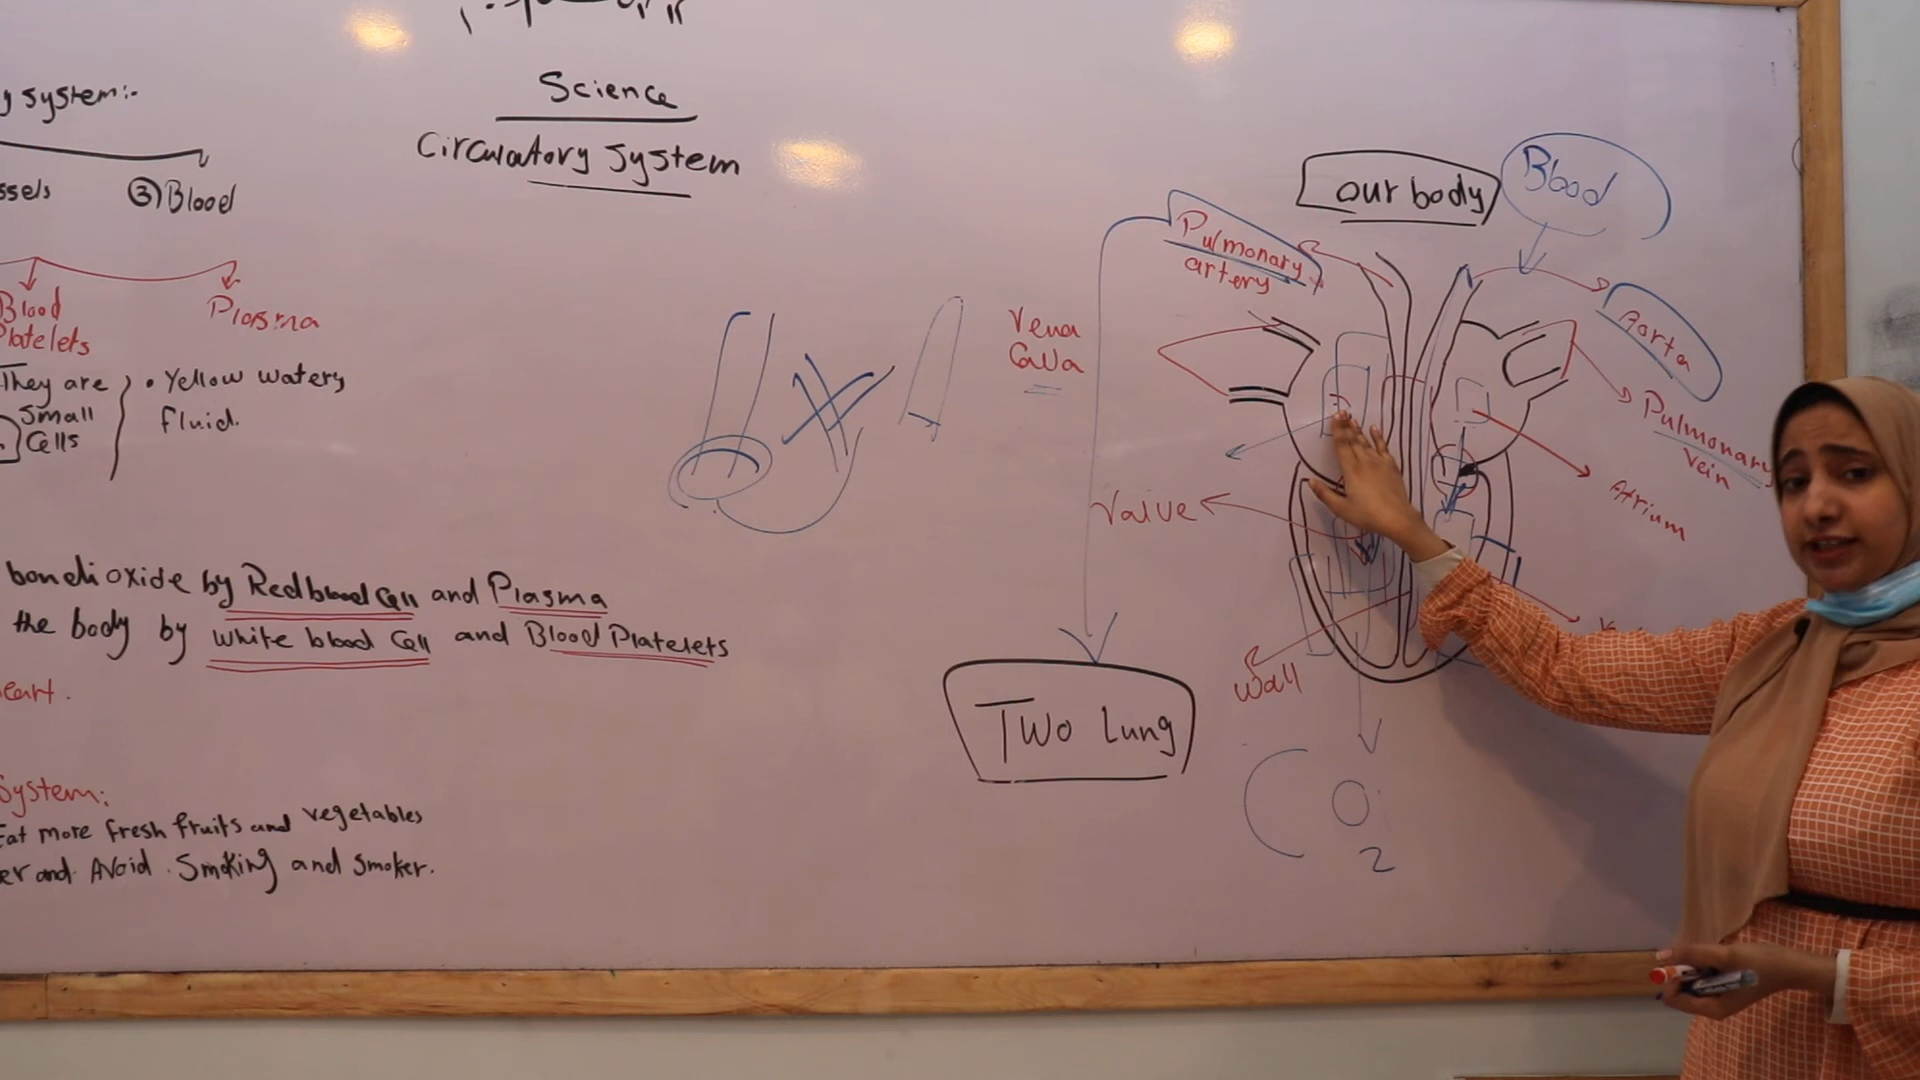 Science
Circulatory system
y system:-
ssels
③ Blood
Blood
Platelets
Plasma
They are
Small
Cells
• Yellow watery
fluid.
bondioxide by Red blood Cell and Plasma
the body by white blood Cell and Blood Platelets
eart.
System:
Eat more fresh fruits and vegetables
er and Avoid. Smoking and smoker.
our body
Blood
Pulmonary
artery
Aorta
Vena
Cava
Pulmonary
vein
Atrium
Valve
Wall
Two Lung
CO2